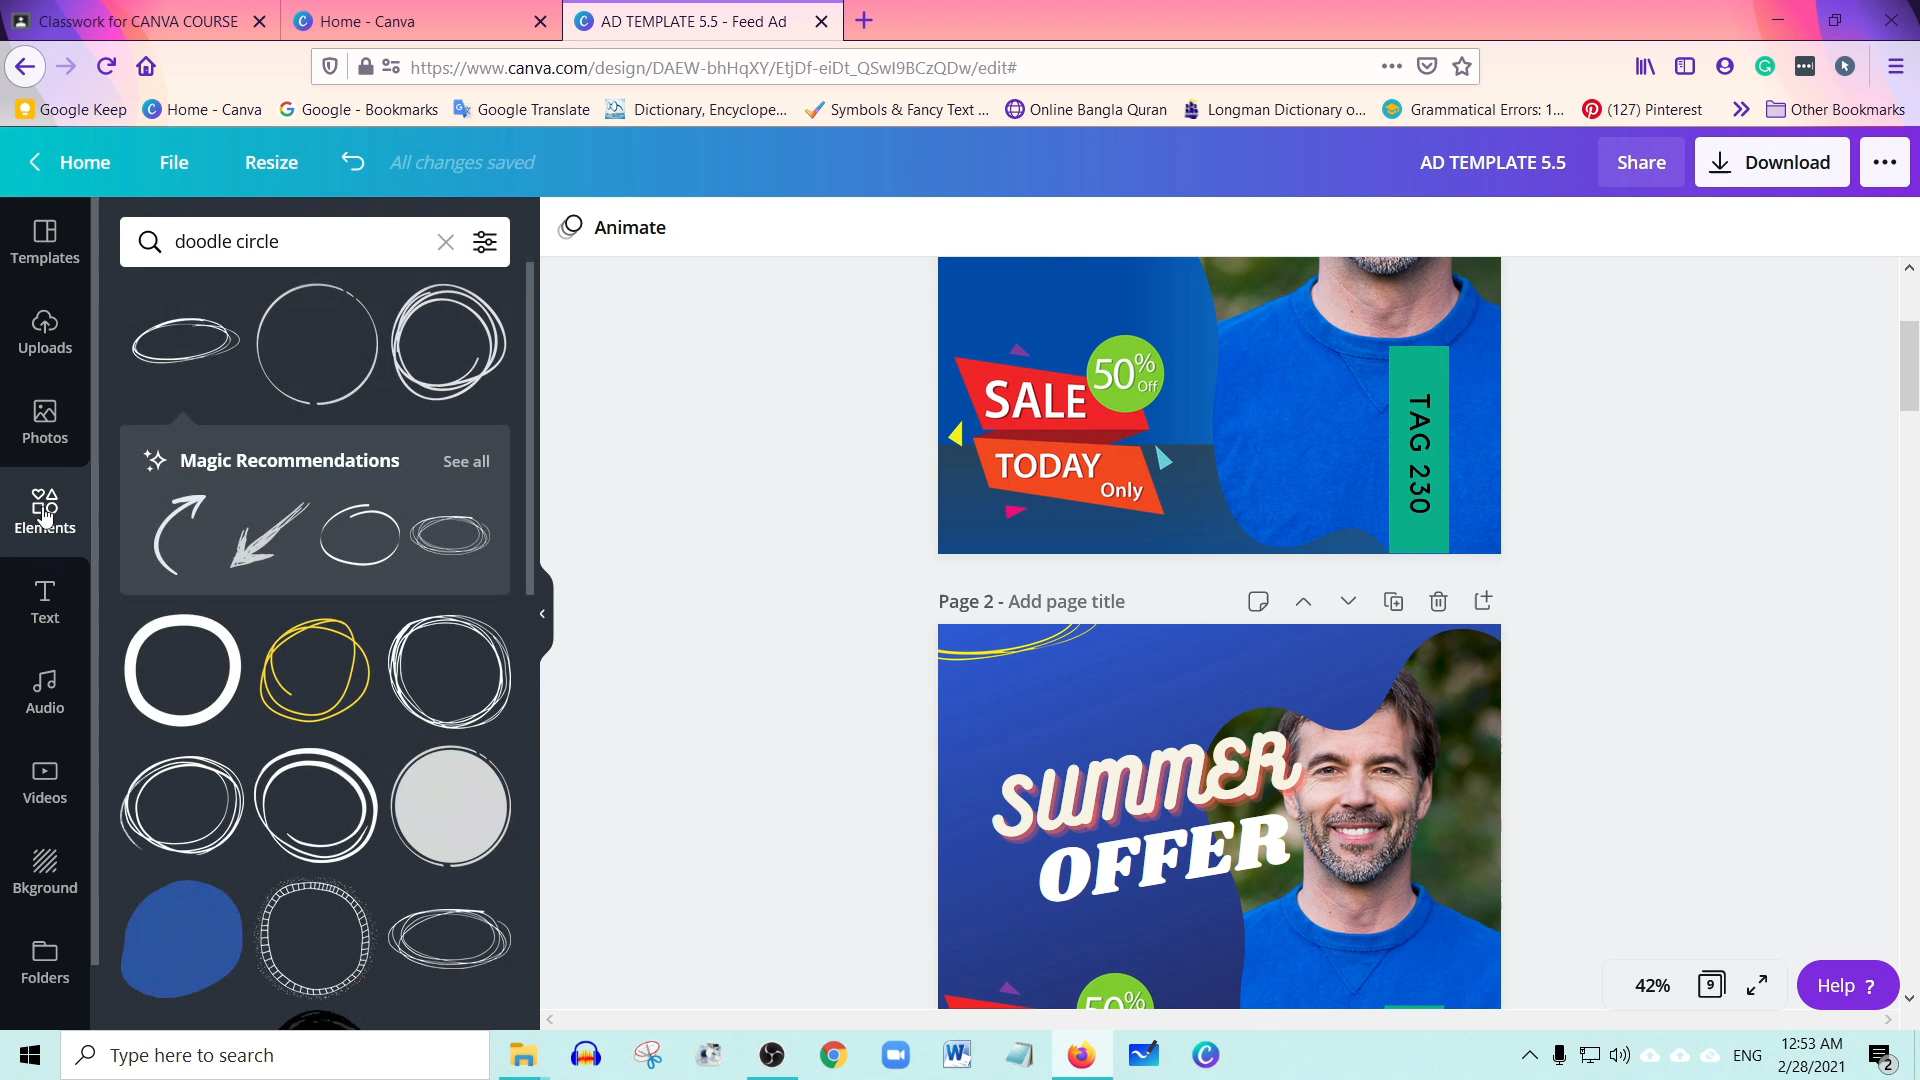 Classwork for CANVA COURSE
Home - Canva
AD TEMPLATE 5.5 - Feed Ad
https://www.canva.com/design/DAEW-bhHqXY/EtjDf-eiDt_QSwI9BCzQDw/edit#
Google Keep
Home - Canva
Google - Bookmarks
Google Translate
Dictionary, Encyclope...
Symbols & Fancy Text ...
Online Bangla Quran
Longman Dictionary o...
Grammatical Errors: 1...
(127) Pinterest
Other Bookmarks
Home
File
Resize
All changes saved
AD TEMPLATE 5.5
Share
Download
Templates
Uploads
Photos
Elements
Text
Audio
Videos
Bkground
Folders
doodle circle
Magic Recommendations
See all
Animate
SALE
50%
Off
TODAY
Only
TAG 230
Page 2 - Add page title
SUMMER
OFFER
50%
42%
9
Help ?
Type here to search
ENG
12:53 AM
2/28/2021
2